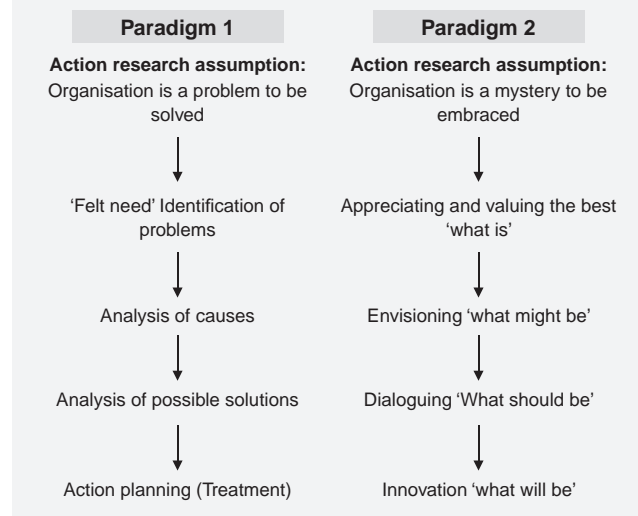 Paradigm 1
Action research assumption:
Organisation is a problem to be
solved
‘Felt need’ Identification of
problems
Analysis of causes
Analysis of possible solutions
Action planning (Treatment)
Paradigm 2
Action research assumption:
Organisation is a mystery to be
embraced
Appreciating and valuing the best
‘what is’
Envisioning ‘what might be’
Dialoguing ‘What should be’
Innovation ‘what will be’